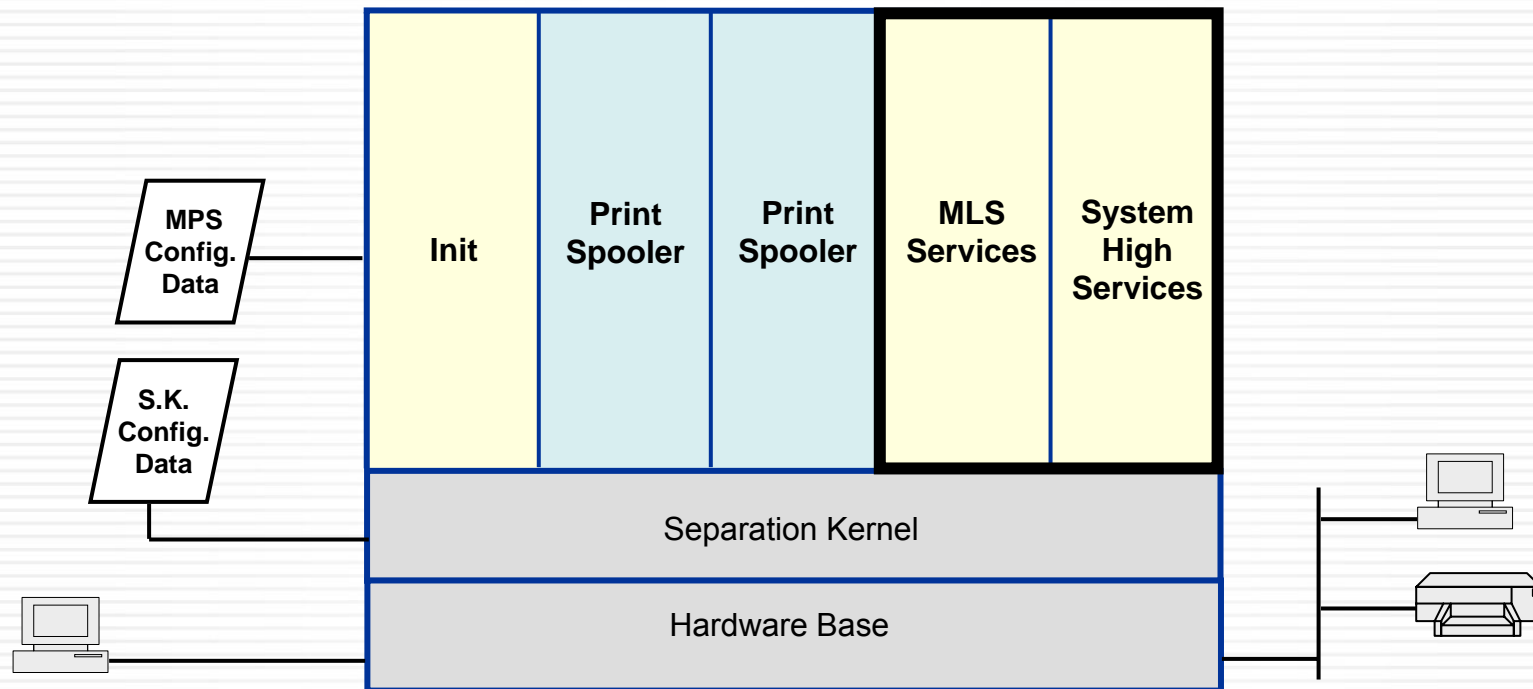 MPS
Config.
Data
S.K.
Config.
Data
Init
Print
Spooler
Print
Spooler
MLS
Services
System
High
Services
Separation Kernel
Hardware Base